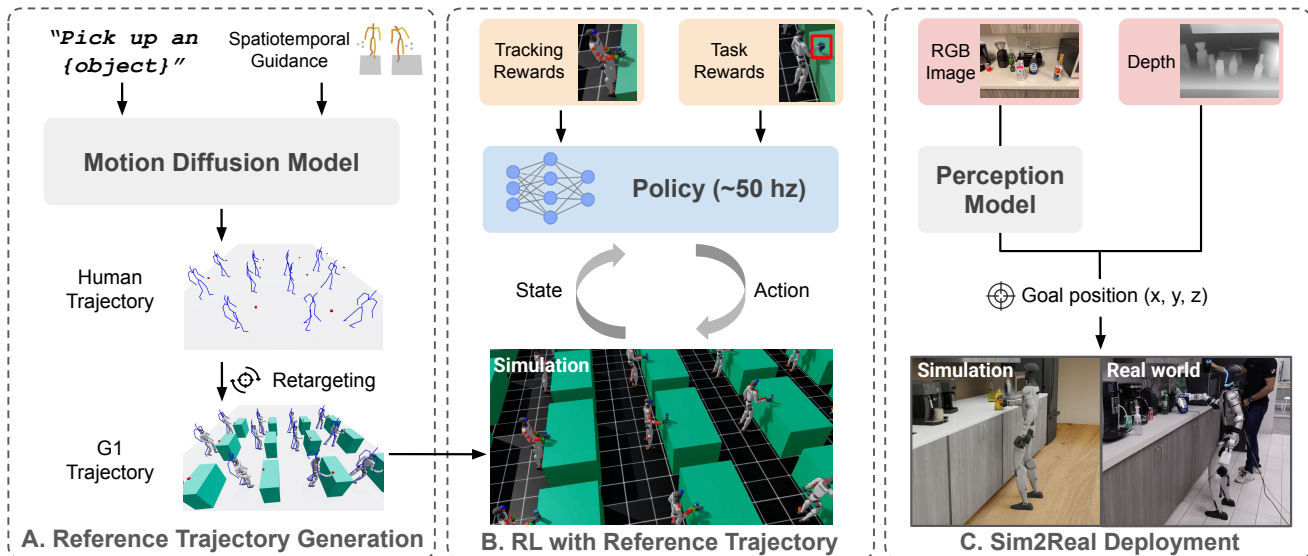 “Pick up an
{object}”
Spatiotemporal
Guidance
Motion Diffusion Model
Human
Trajectory
Retargeting
G1
Trajectory
A. Reference Trajectory Generation
Tracking
Rewards
Task
Rewards
Policy (~50 hz)
State
Action
Simulation
B. RL with Reference Trajectory
RGB
Image
Depth
Perception
Model
Goal position (x, y, z)
Simulation
Real world
C. Sim2Real Deployment